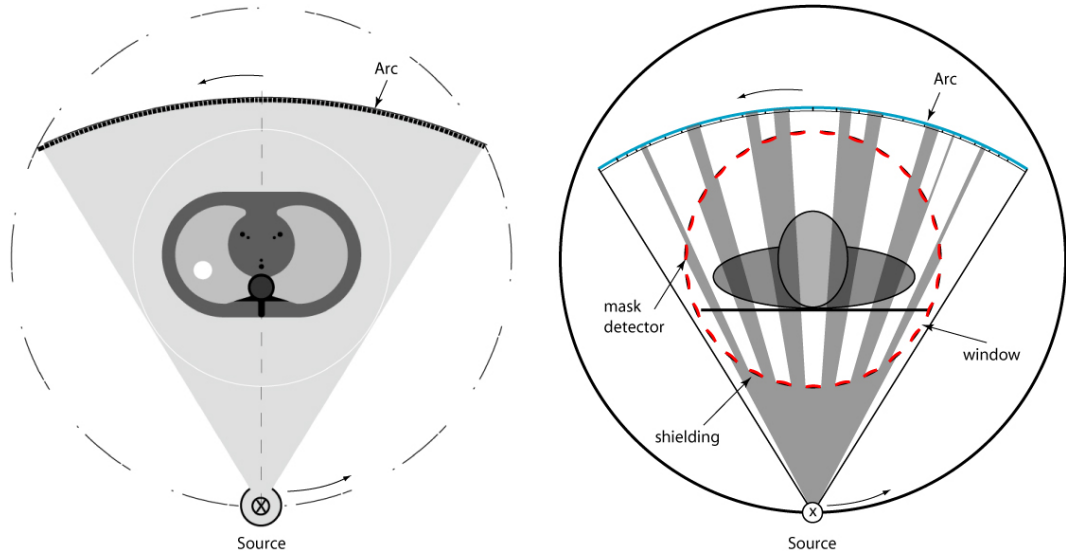 Arc
Source
Arc
mask
detector
window
shielding
x
Source